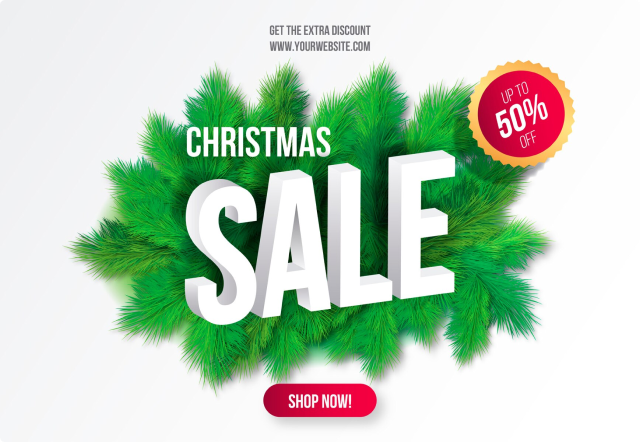 GET THE EXTRA DISCOUNT
WWW.YOURWEBSITE.COM
UP TO
50%
OFF
CHRISTMAS
SALE
SHOP NOW!